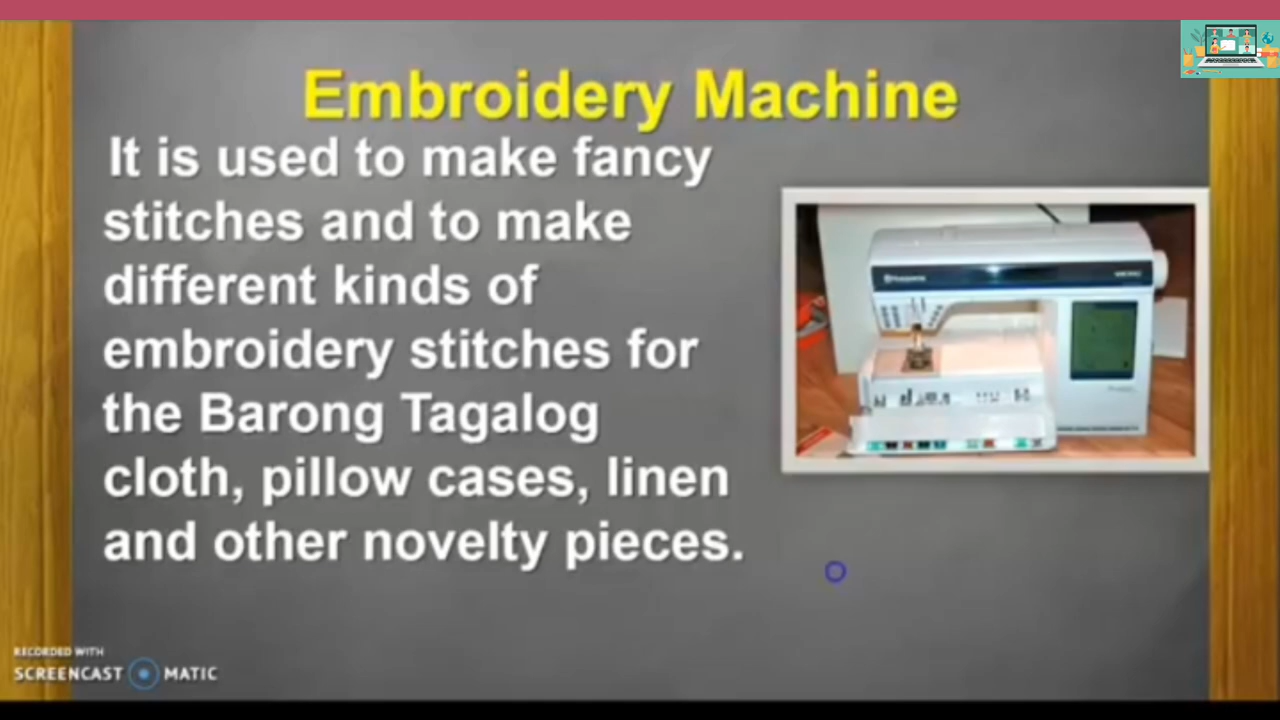 Embroidery Machine
It is used to make fancy
stitches and to make
different kinds of
embroidery stitches for
the Barong Tagalog
cloth, pillow cases, linen
and other novelty pieces.
RECORDED WITH
SCREENCAST MATIC